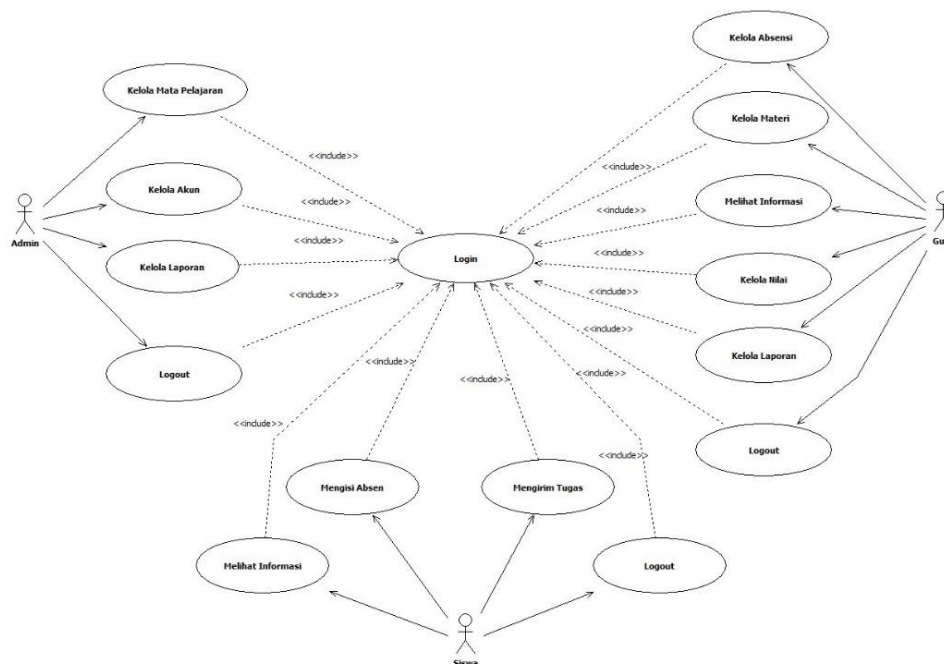 Kelola Absensi
Kelola Mata Pelajaran
Kelola Materi
<<include>>
<<include>>
Kelola Akun
Melihat Informasi
<<include>>
<<include>>
Admin
Gu
<<include>>
Login
<<include>>
Kelola Laporan
Kelola Nilai
<<include>>
<<include>>
Kelola Laporan
<<include>>
<<include>>
<<include>>
Logout
<<include>>
<<include>>
Logout
<<include>>
Mengisi Absen
Mengirim Tugas
Melihat Informasi
Logout
Siswa